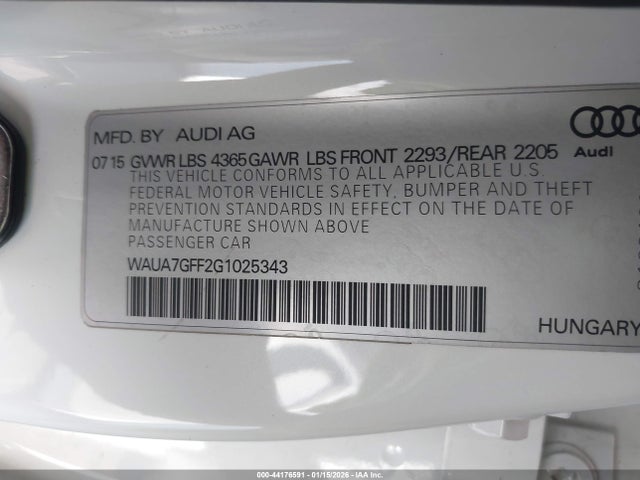 MFD. BY AUDI AG
07 15 GVWR LBS 4365 GAWR LBS FRONT 2293/REAR 2205
Audi
THIS VEHICLE CONFORMS TO ALL APPLICABLE U.S.
FEDERAL MOTOR VEHICLE SAFETY, BUMPER AND THEFT
PREVENTION STANDARDS IN EFFECT ON THE DATE OF
MANUFACTURE SHOWN ABOVE
PASSENGER CAR
WAUA7GFF2G1025343
HUNGARY
000-44176591 - 01/15/2026 - © IAA Inc.